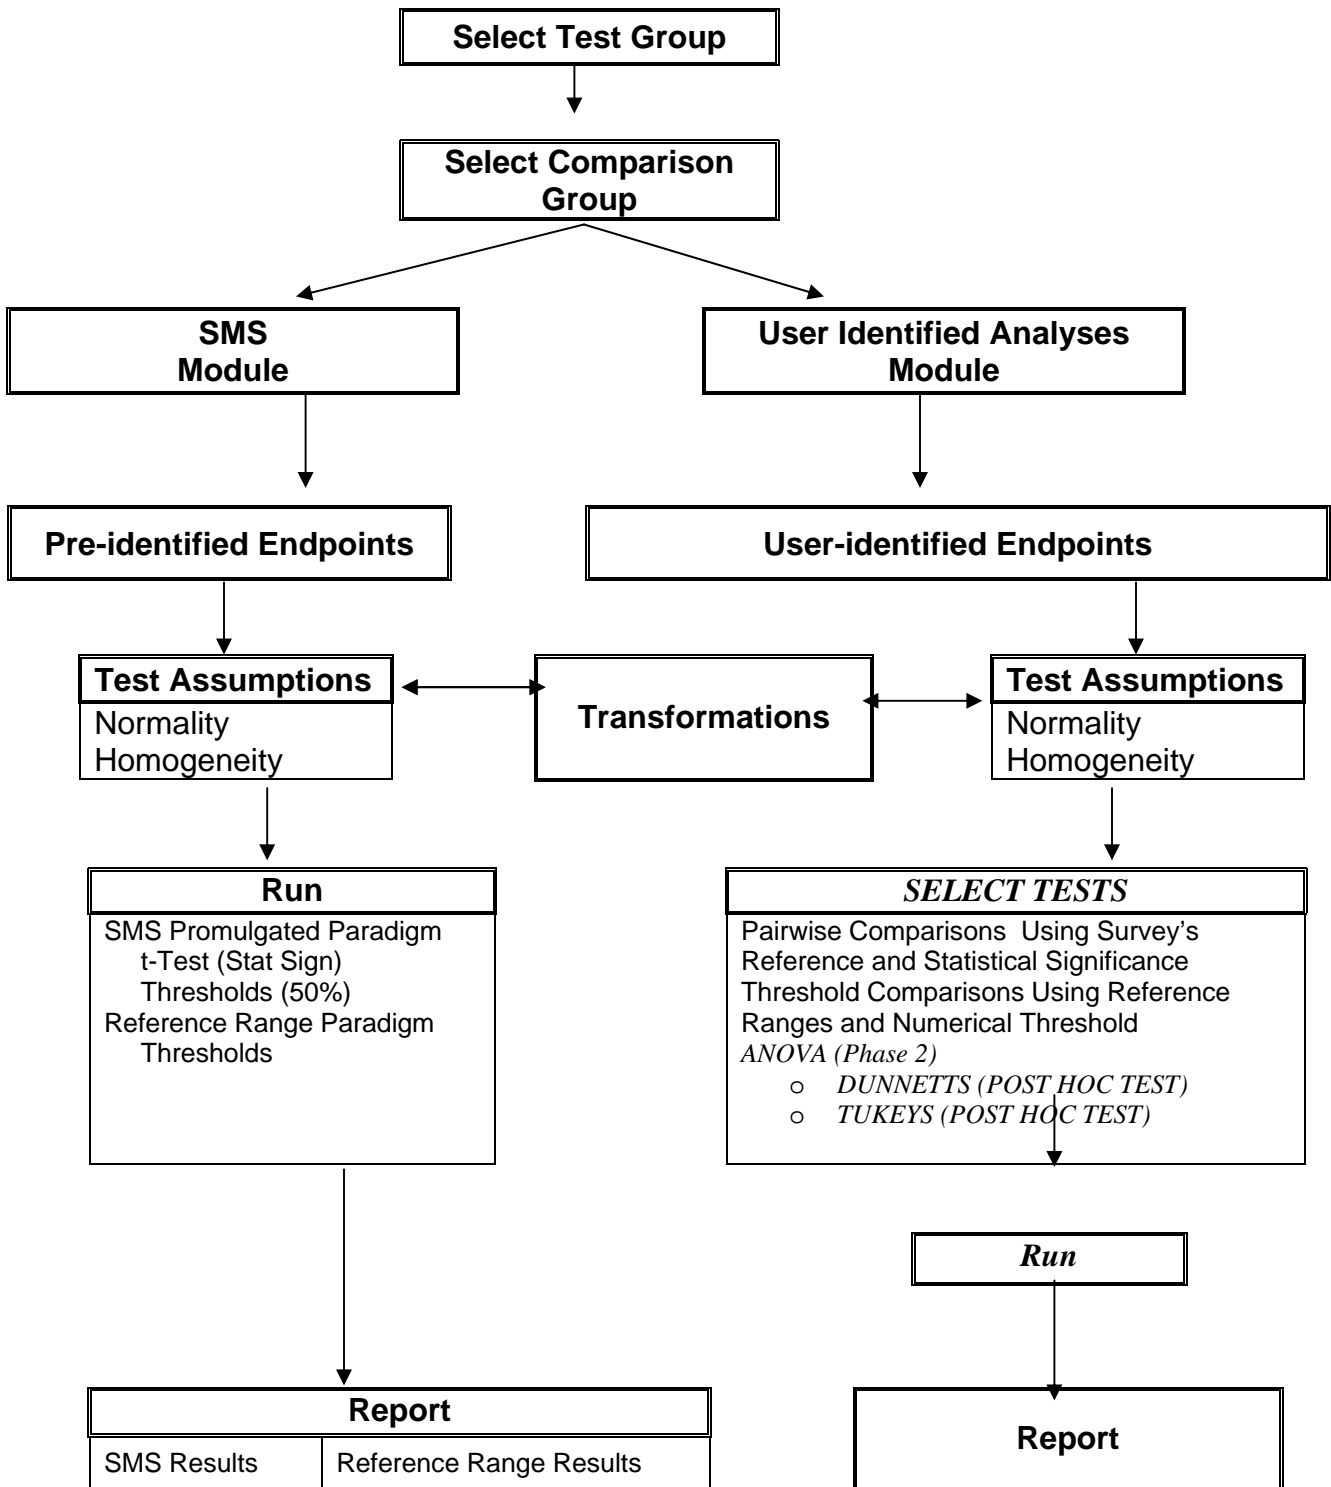 Select Test Group
Select Comparison
Group
SMS
Module
User Identified Analyses
Module
Pre-identified Endpoints
User-identified Endpoints
Test Assumptions
Normality
Homogeneity
Transformations
Test Assumptions
Normality
Homogeneity
Run
SMS Promulgated Paradigm
t-Test (Stat Sign)
Thresholds (50%)
Reference Range Paradigm
Thresholds
SELECT TESTS
Pairwise Comparisons  Using Survey's
Reference and Statistical Significance
Threshold Comparisons Using Reference
Ranges and Numerical Threshold
ANOVA (Phase 2)
o DUNNETTS (POST HOC TEST)
o TUKEYS (POST HOC TEST)
Run
Report
SMS Results
Reference Range Results
Report